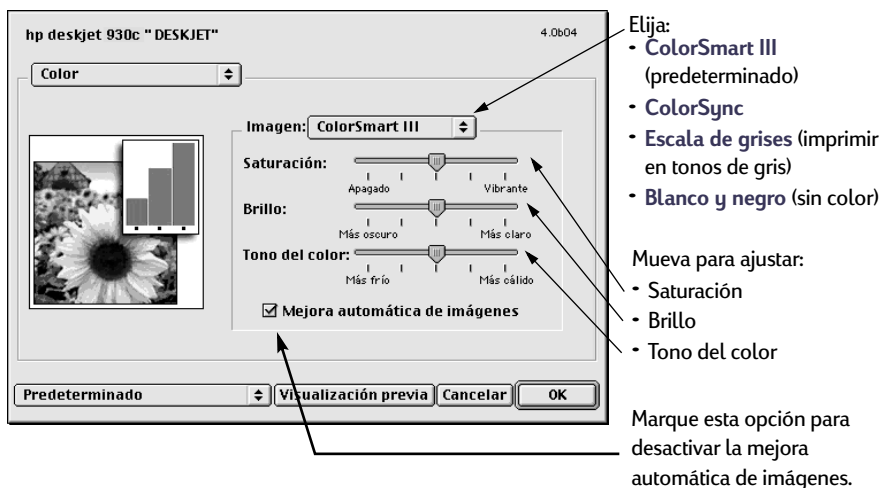 hp deskjet 930c "DESKJET"
4.0b04
Color
Imagen: ColorSmart III
Saturación:
Apagado
Vibrante
Brillo:
Más oscuro
Más claro
Tono del color:
Más frío
Más cálido
Mejora automática de imágenes
Predeterminado
Visualización previa
Cancelar
OK
Elija:
• ColorSmart III
(predeterminado)
• ColorSync
• Escala de grises (imprimir
en tonos de gris)
• Blanco y negro (sin color)
Mueva para ajustar:
• Saturación
• Brillo
• Tono del color
Marque esta opción para
desactivar la mejora
automática de imágenes.